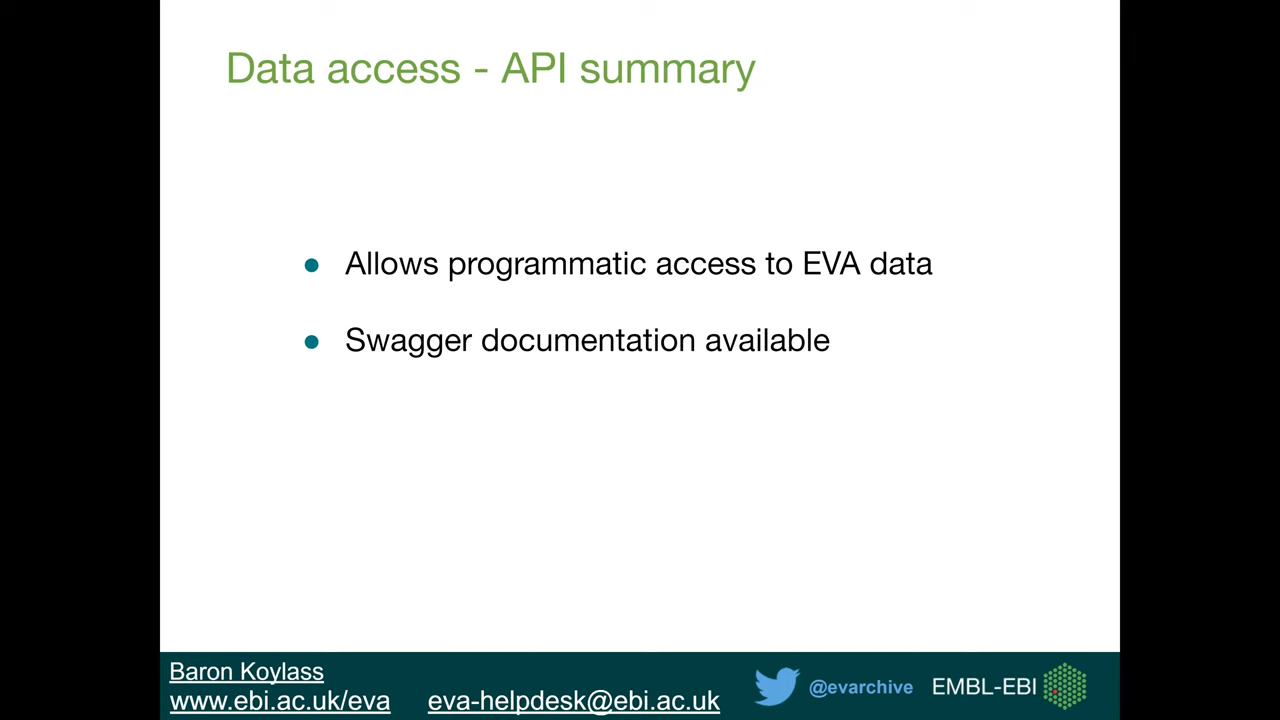 Data access - API summary
● Allows programmatic access to EVA data
● Swagger documentation available
Baron Koylass
www.ebi.ac.uk/eva eva-helpdesk@ebi.ac.uk
@evarchive EMBL-EBI